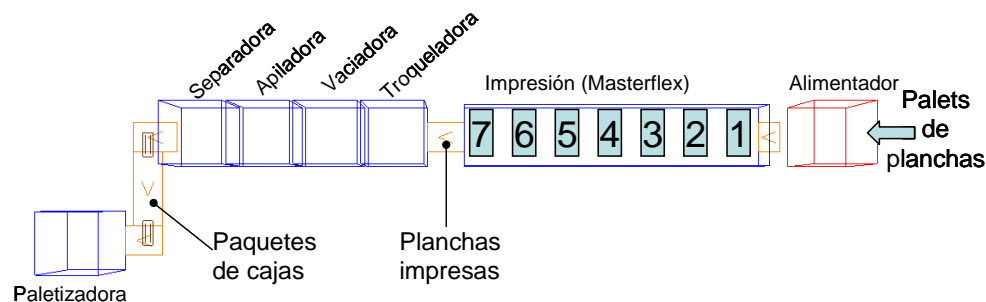 Separadora
Apiladora
Vaciadora
Troqueladora
Impresión (Masterflex)
Alimentador
7 6 5 4 3 2 1
Palets
de
planchas
Paquetes
de cajas
Planchas
impresas
Paletizadora